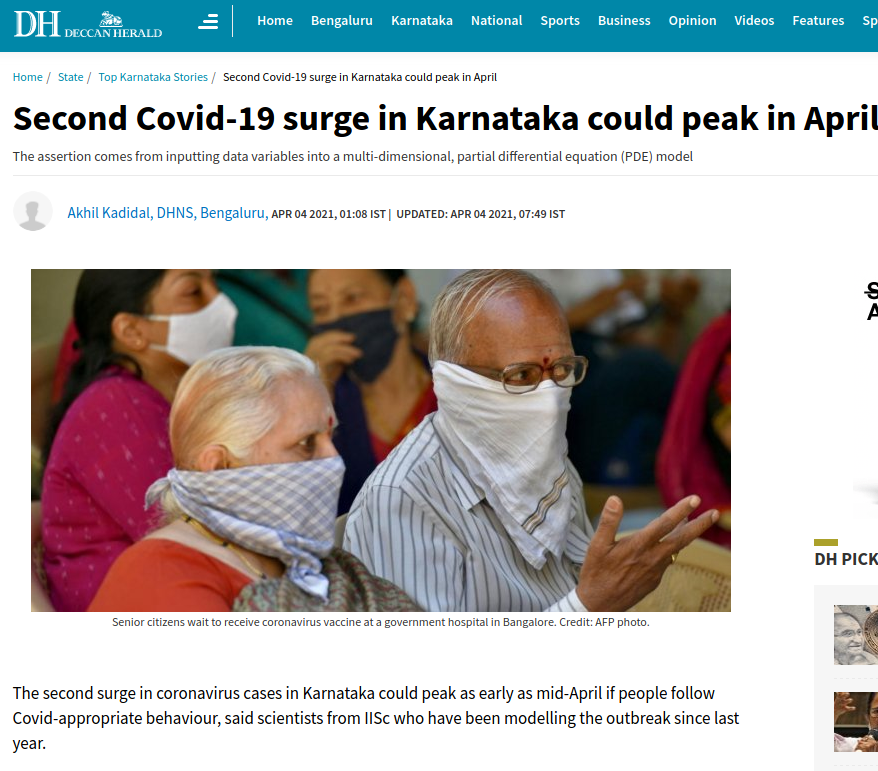 DH DECCAN HERALD
Home Bengaluru Karnataka National Sports Business Opinion Videos Features Sp
Home / State / Top Karnataka Stories / Second Covid-19 surge in Karnataka could peak in April
Second Covid-19 surge in Karnataka could peak in April
The assertion comes from inputting data variables into a multi-dimensional, partial differential equation (PDE) model
Akhil Kadidal, DHNS, Bengaluru, APR 04 2021, 01:08 IST | UPDATED: APR 04 2021, 07:49 IST
S
A
DH PICK
Senior citizens wait to receive coronavirus vaccine at a government hospital in Bangalore. Credit: AFP photo.
The second surge in coronavirus cases in Karnataka could peak as early as mid-April if people follow
Covid-appropriate behaviour, said scientists from IISc who have been modelling the outbreak since last
year.